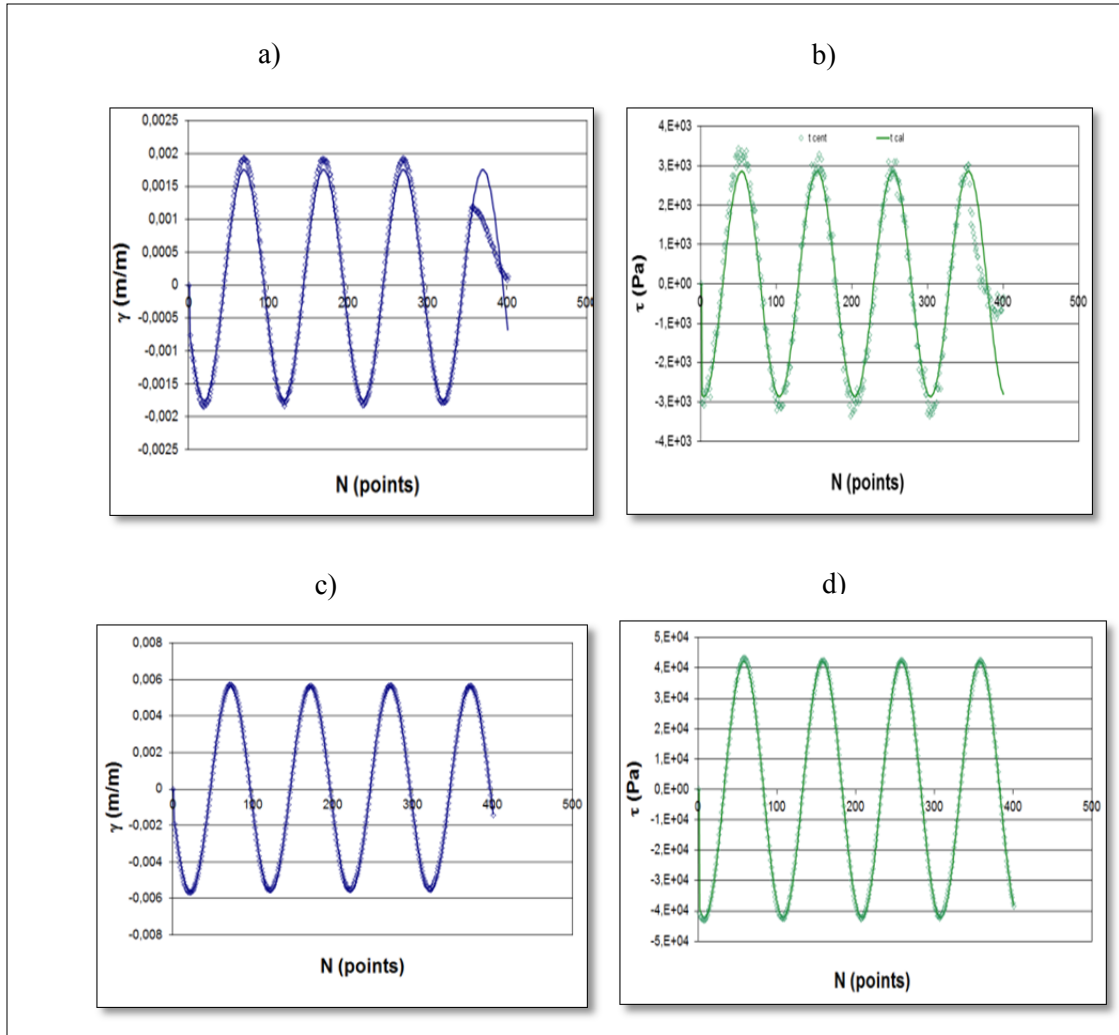 a)
b)
0,0025
0,002
0,0015
0,001
0,0005
0
-0,0005
-0,001
-0,0015
-0,002
-0,0025
0
100
200
300
400
500
γ (m/m)
N (points)
4,E+03
3,E+03
2,E+03
1,E+03
0,E+00
-1,E+03
-2,E+03
-3,E+03
-4,E+03
t cent
t cal
0
100
200
300
400
500
τ (Pa)
N (points)
c)
d)
0,008
0,006
0,004
0,002
0
-0,002
-0,004
-0,006
-0,008
0
100
200
300
400
500
γ (m/m)
N (points)
5,E+04
4,E+04
3,E+04
2,E+04
1,E+04
0,E+00
-1,E+04
-2,E+04
-3,E+04
-4,E+04
-5,E+04
0
100
200
300
400
500
τ (Pa)
N (points)